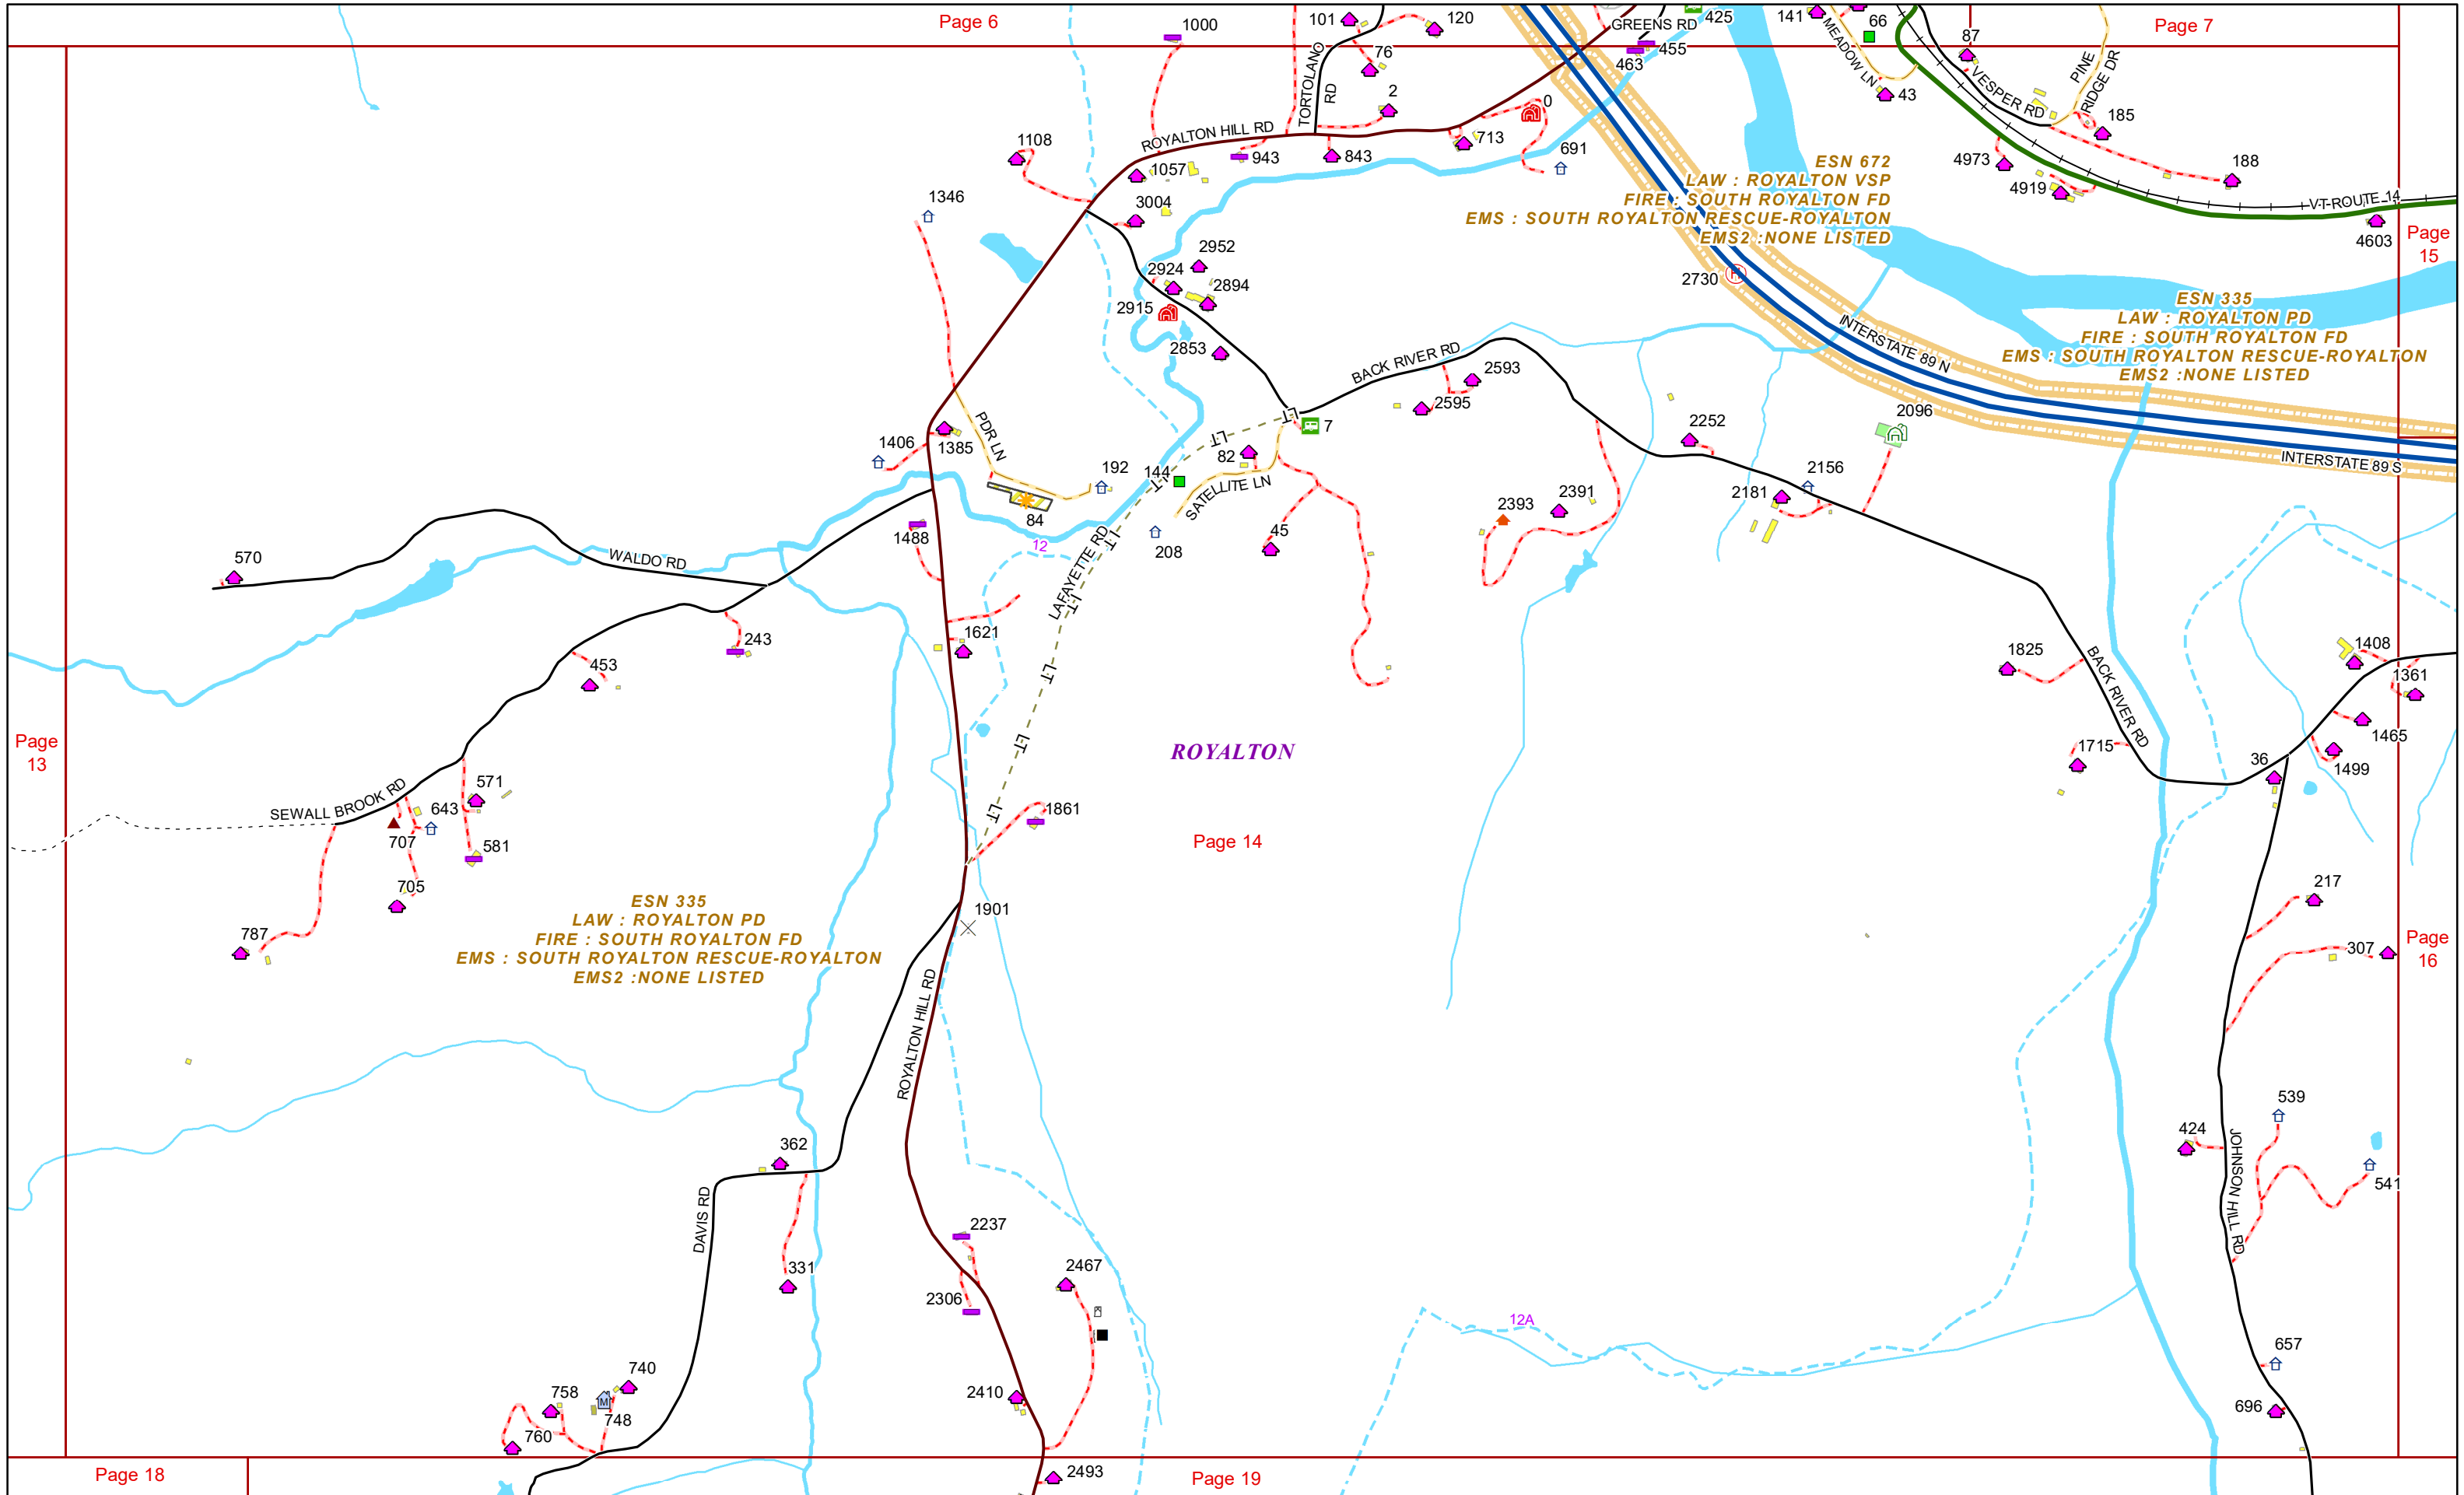 Page 6
1000
101
120
GREENS RD
425
141
66
Page 7
87
76
463
455
MEADOW LN
43
VESPER RD
PINE
RIDGE DR
TORTOLANO
RD
2
0
185
ROYALTON HILL RD
1108
1057
943
843
713
691
4973
4919
188
VT ROUTE 14
4603
Page
15
ESN 672
LAW : ROYALTON VSP
FIRE : SOUTH ROYALTON FD
EMS : SOUTH ROYALTON RESCUE-ROYALTON
EMS2 :NONE LISTED
1346
3004
2952
2924
2894
2915
2853
2730
H
ESN 335
LAW : ROYALTON PD
FIRE : SOUTH ROYALTON FD
EMS : SOUTH ROYALTON RESCUE-ROYALTON
EMS2 :NONE LISTED
INTERSTATE 89 N
INTERSTATE 89 S
BACK RIVER RD
2593
2595
2252
2096
PDR LN
1406
1385
LT
LT
LT
7
82
192
144
SATELLITE LN
84
2156
2181
2393
2391
1488
12
208
45
LAFAYETTE RD
LT
LT
LT
LT
LT
570
WALDO RD
243
453
1621
1825
BACK RIVER RD
1408
1361
1465
1499
ROYALTON
1715
36
Page
13
SEWALL BROOK RD
571
643
707
581
705
787
1861
Page 14
1901
217
307
Page
16
ESN 335
LAW : ROYALTON PD
FIRE : SOUTH ROYALTON FD
EMS : SOUTH ROYALTON RESCUE-ROYALTON
EMS2 :NONE LISTED
ROYALTON HILL RD
539
424
541
JOHNSON HILL RD
362
DAVIS RD
331
2237
2306
2467
12A
657
696
2410
740
758
M
748
760
Page 18
2493
Page 19